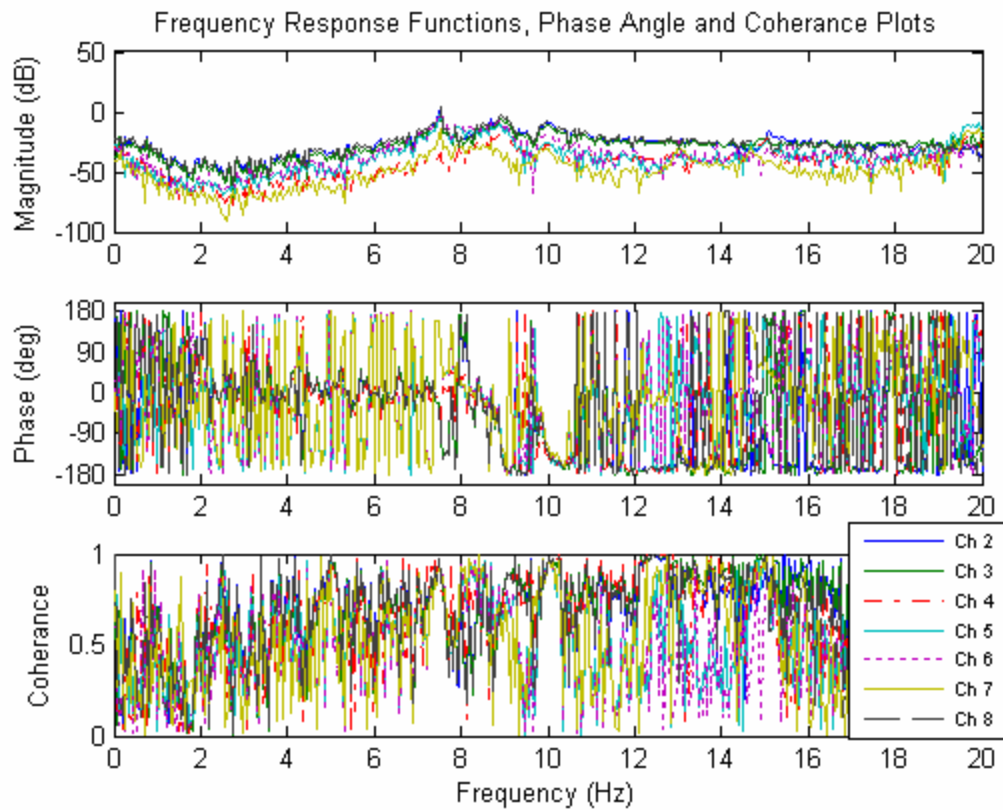 Frequency Response Functions, Phase Angle and Coherance Plots
Magnitude (dB)
50
0
-50
-100
0 2 4 6 8 10 12 14 16 18 20
Phase (deg)
180
90
0
-90
-180
0 2 4 6 8 10 12 14 16 18 20
Coherance
1
0.5
0
0 2 4 6 8 10 12 14 16 18 20
Frequency (Hz)
Ch 2
Ch 3
Ch 4
Ch 5
Ch 6
Ch 7
Ch 8